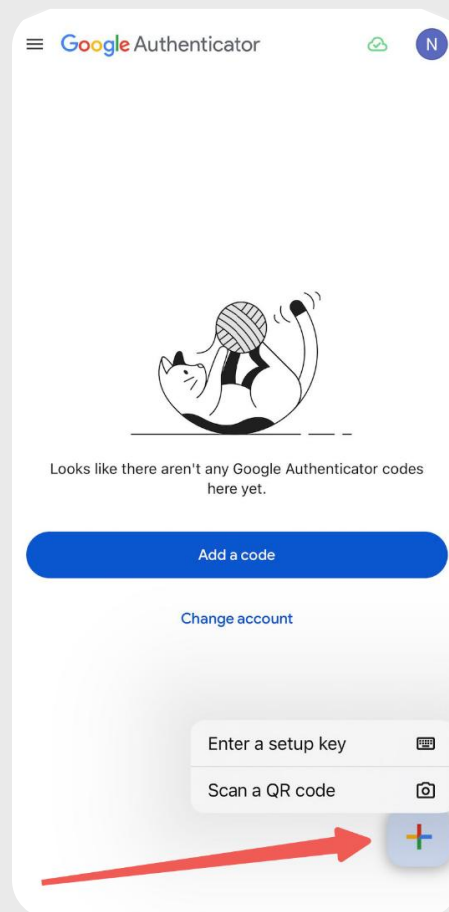 Google Authenticator
N
Looks like there aren't any Google Authenticator codes
here yet.
Add a code
Change account
Enter a setup key
Scan a QR code